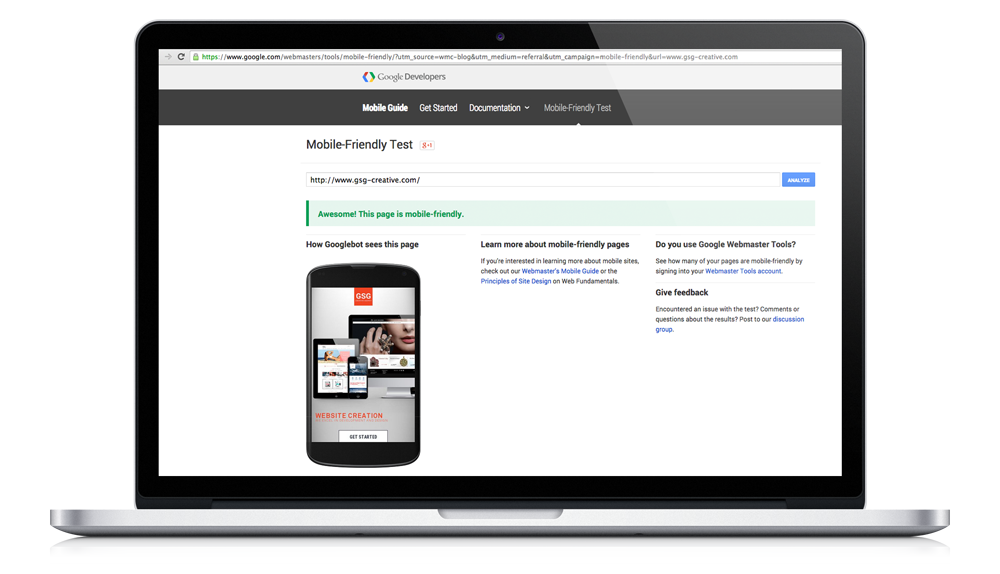 https://www.google.com/webmasters/tools/mobile-friendly/?utm_source=wmc-blog&utm_medium=referral&utm_campaign=mobile-friendly&url=www.gsg-creative.com
Google Developers
Mobile Guide Get Started Documentation Mobile-Friendly Test
Mobile-Friendly Test g+1
http://www.gsg-creative.com/ ANALYZE
Awesome! This page is mobile-friendly.
How Googlebot sees this page
GSG
WEBSITE CREATION
GET STARTED
Learn more about mobile-friendly pages
If you're interested in learning more about mobile sites,
check out our Webmaster's Mobile Guide or the
Principles of Site Design on Web Fundamentals.
Do you use Google Webmaster Tools?
See how many of your pages are mobile-friendly by
signing into your Webmaster Tools account.
Give feedback
Encountered an issue with the test? Comments or
questions about the results? Post to our discussion
group.